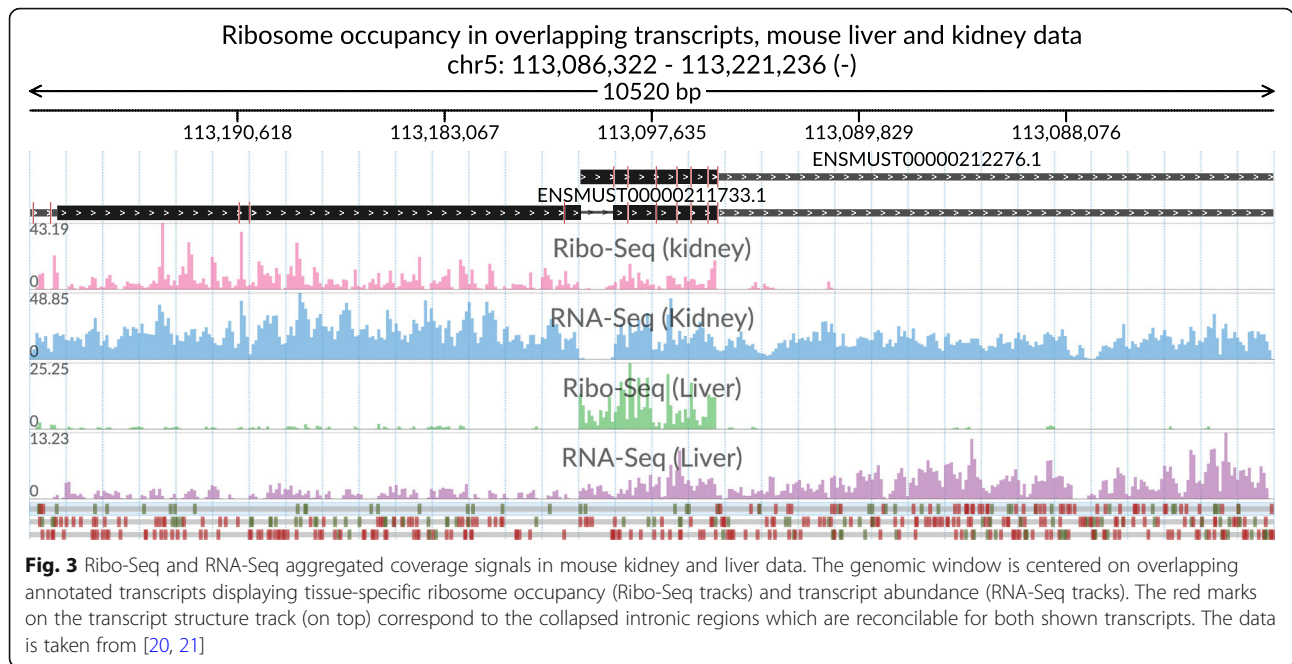 Ribosome occupancy in overlapping transcripts, mouse liver and kidney data
chr5: 113,086,322 - 113,221,236 (-)
10520 bp
113,190,618 113,183,067 113,097,635 113,089,829 113,088,076
ENSMUST00000212276.1
ENSMUST00000211733.1
43.19
Ribo-Seq (kidney)
0
48.85
RNA-Seq (Kidney)
0
25.25
Ribo-Seq (Liver)
0
13.23
RNA-Seq (Liver)
0
Fig. 3 Ribo-Seq and RNA-Seq aggregated coverage signals in mouse kidney and liver data. The genomic window is centered on overlapping
annotated transcripts displaying tissue-specific ribosome occupancy (Ribo-Seq tracks) and transcript abundance (RNA-Seq tracks). The red marks
on the transcript structure track (on top) correspond to the collapsed intronic regions which are reconcilable for both shown transcripts. The data
is taken from [20, 21]